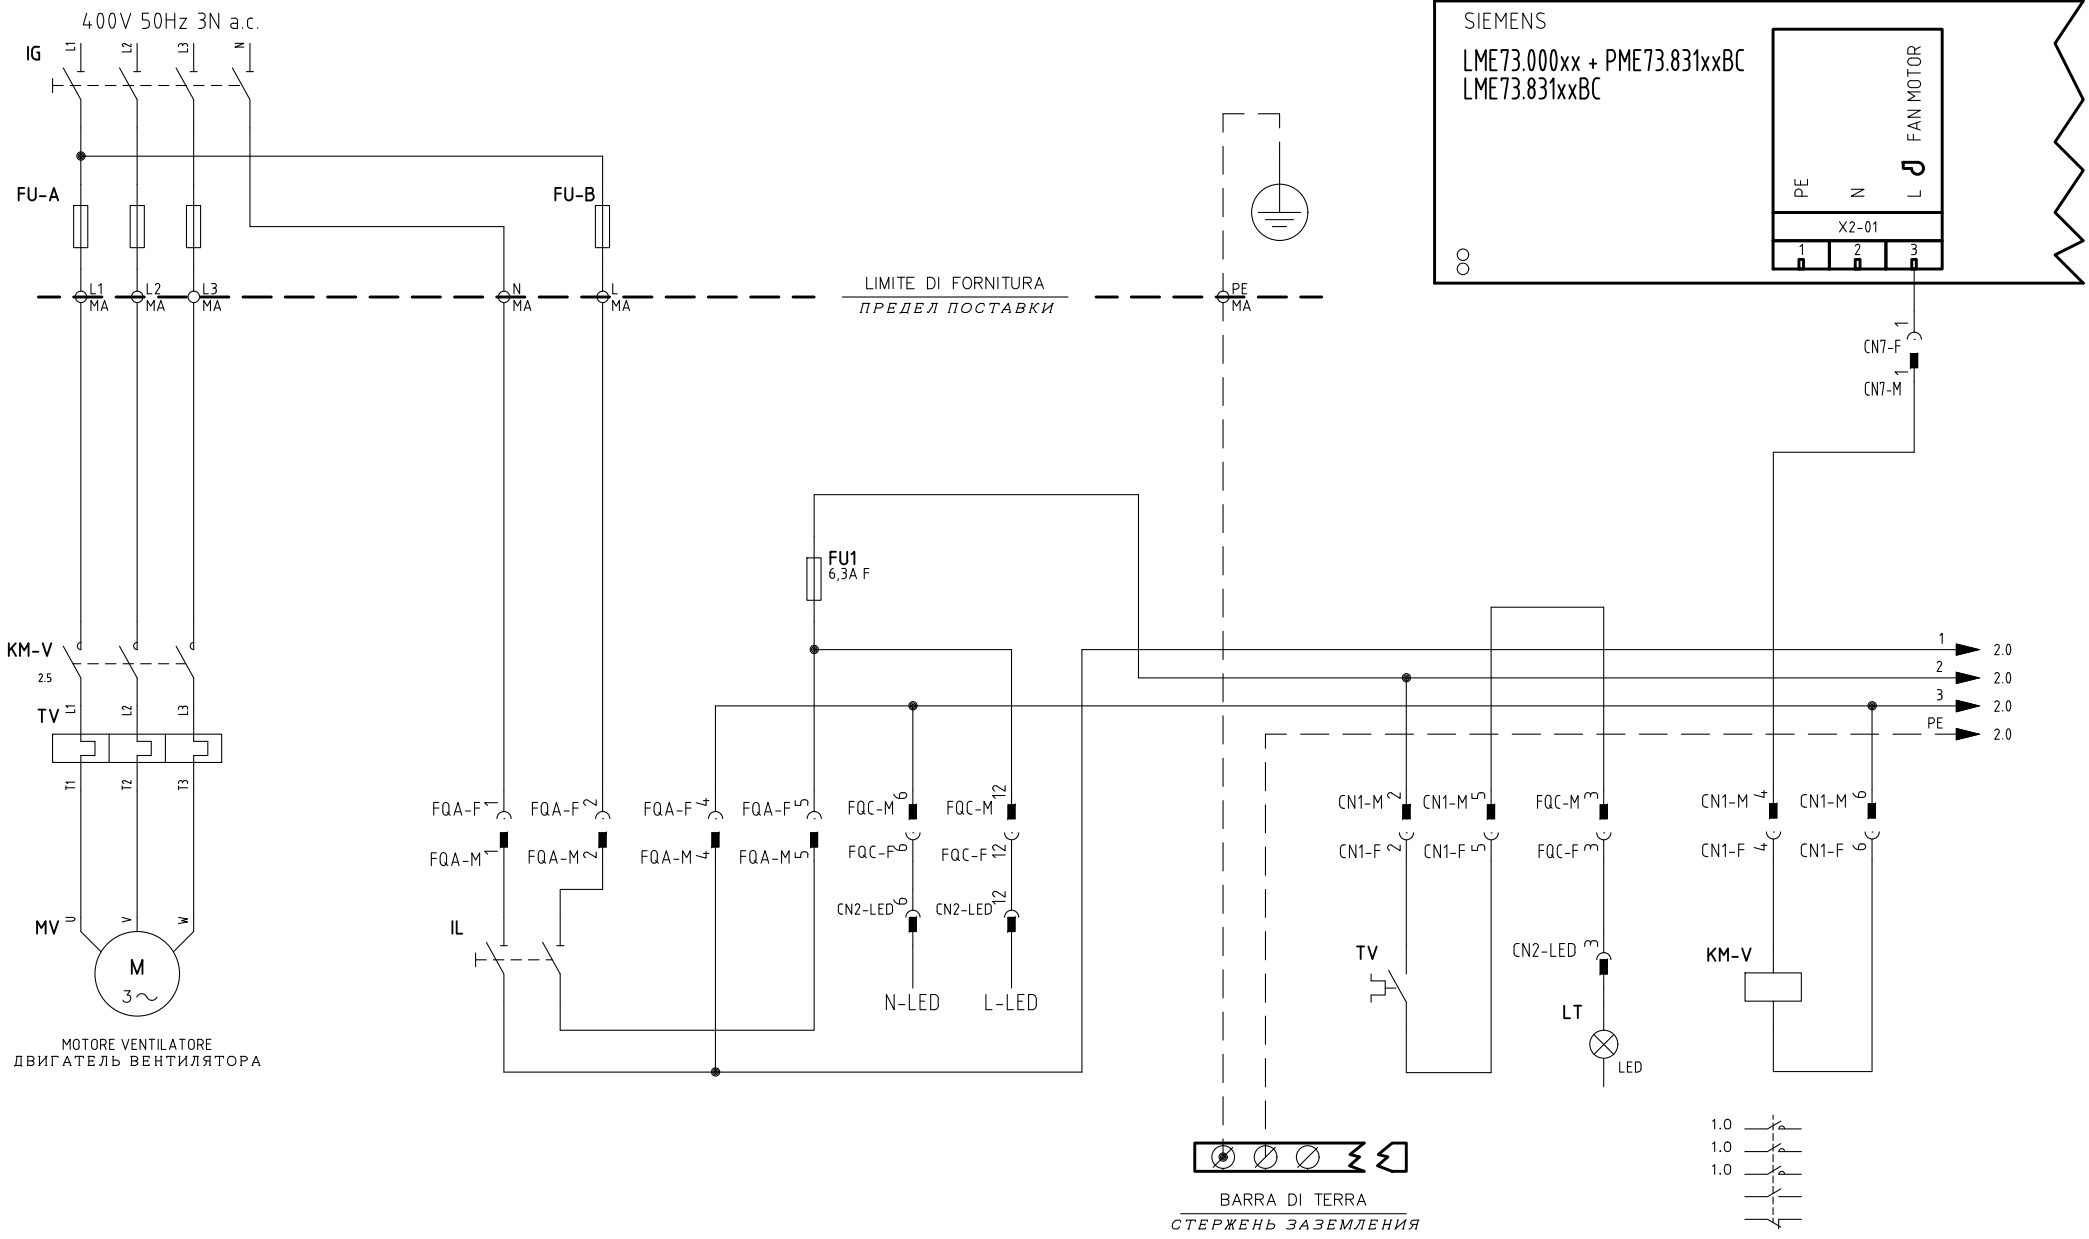 400V 50Hz 3N a.c.
IG
L1
L2
L3
N
FU-A
FU-B
L1
MA
L2
MA
L3
MA
N
MA
L
MA
LIMITE DI FORNITURA
ПРЕДЕЛ ПОСТАВКИ
PE
MA
SIEMENS
LME73.000xx + PME73.831xxBC
LME73.831xxBC
FAN MOTOR
PE
N
L
X2-01
1
2
3
1
CN7-F
1
CN7-M
FU1
6,3A F
KM-V
2.5
TV
L1
L2
L3
T1
T2
T3
MV
U
V
W
M
3~
MOTORE VENTILATORE
ДВИГАТЕЛЬ ВЕНТИЛЯТОРА
1
2.0
2
2.0
3
2.0
PE
2.0
FQA-F 1
FQA-M 1
FQA-F 2
FQA-M 2
FQA-F 4
FQA-M 4
FQA-F 5
FQA-M 5
FQC-M 6
FQC-F 6
CN2-LED 6
N-LED
FQC-M 12
FQC-F 12
CN2-LED 12
L-LED
IL
CN1-M 2
CN1-F 2
CN1-M 5
CN1-F 5
FQC-M 3
FQC-F 3
CN2-LED 3
TV
LT
LED
CN1-M 4
CN1-F 4
CN1-M 6
CN1-F 6
KM-V
1.0
1.0
1.0
BARRA DI TERRA
СТЕРЖЕНЬ ЗАЗЕМЛЕНИЯ